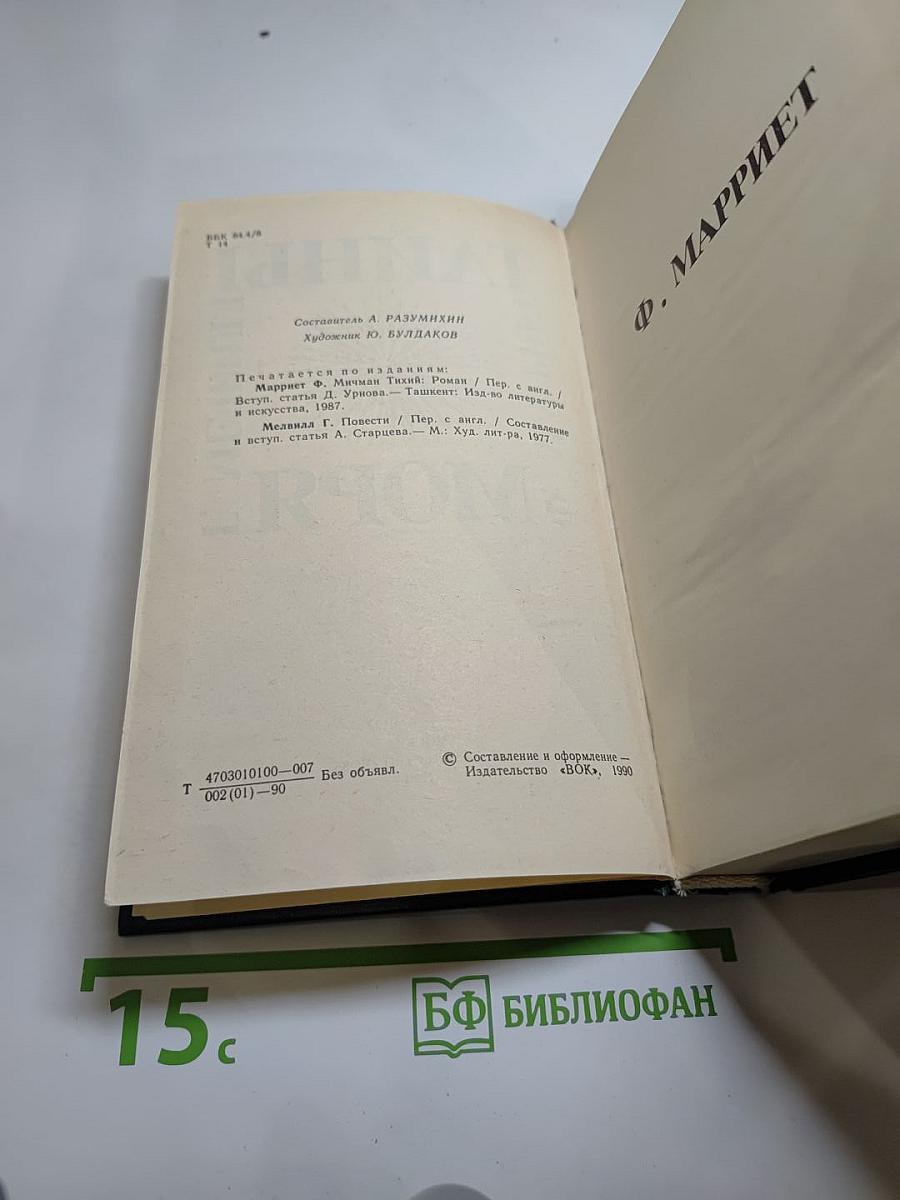 ББК 84.4/8
Т 14
Составитель А. РАЗУМИХИН
Художник Ю. БУЛДАКОВ
Печатается по изданиям:
Марриет Ф. Мичман Тихий: Роман / Пер. с англ. /
Вступ. статья Д. Урнова.— Ташкент: Изд-во литературы
и искусства, 1987.
Мелвилл Г. Повести / Пер. с англ. / Составление
и вступ. статья А. Старцева.— М.: Худ. лит-ра, 1977.
Т 4703010100—007
002(01)—90
Без объявл.
© Составление и оформление —
Издательство «ВОК», 1990
Ф. МАРРИЕТ
15 с
БФ БИБЛИОФАН